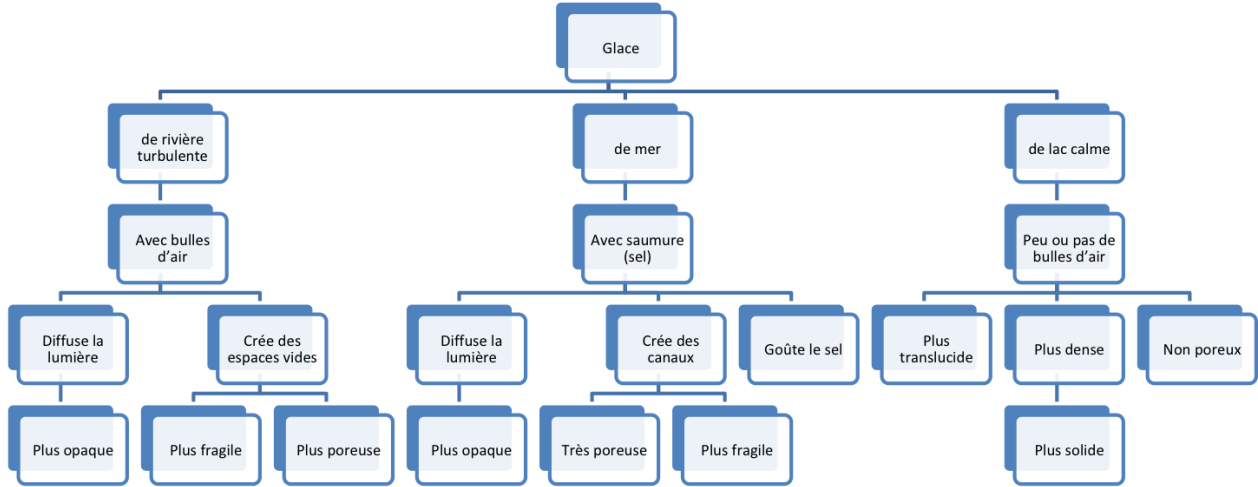 Glace
de rivière
turbulente
de mer
de lac calme
Avec bulles
d’air
Avec saumure
(sel)
Peu ou pas de
bulles d’air
Diffuse la
lumière
Crée des
espaces vides
Diffuse la
lumière
Crée des
canaux
Goûte le sel
Plus
translucide
Plus dense
Non poreux
Plus opaque
Plus fragile
Plus poreuse
Plus opaque
Très poreuse
Plus fragile
Plus solide